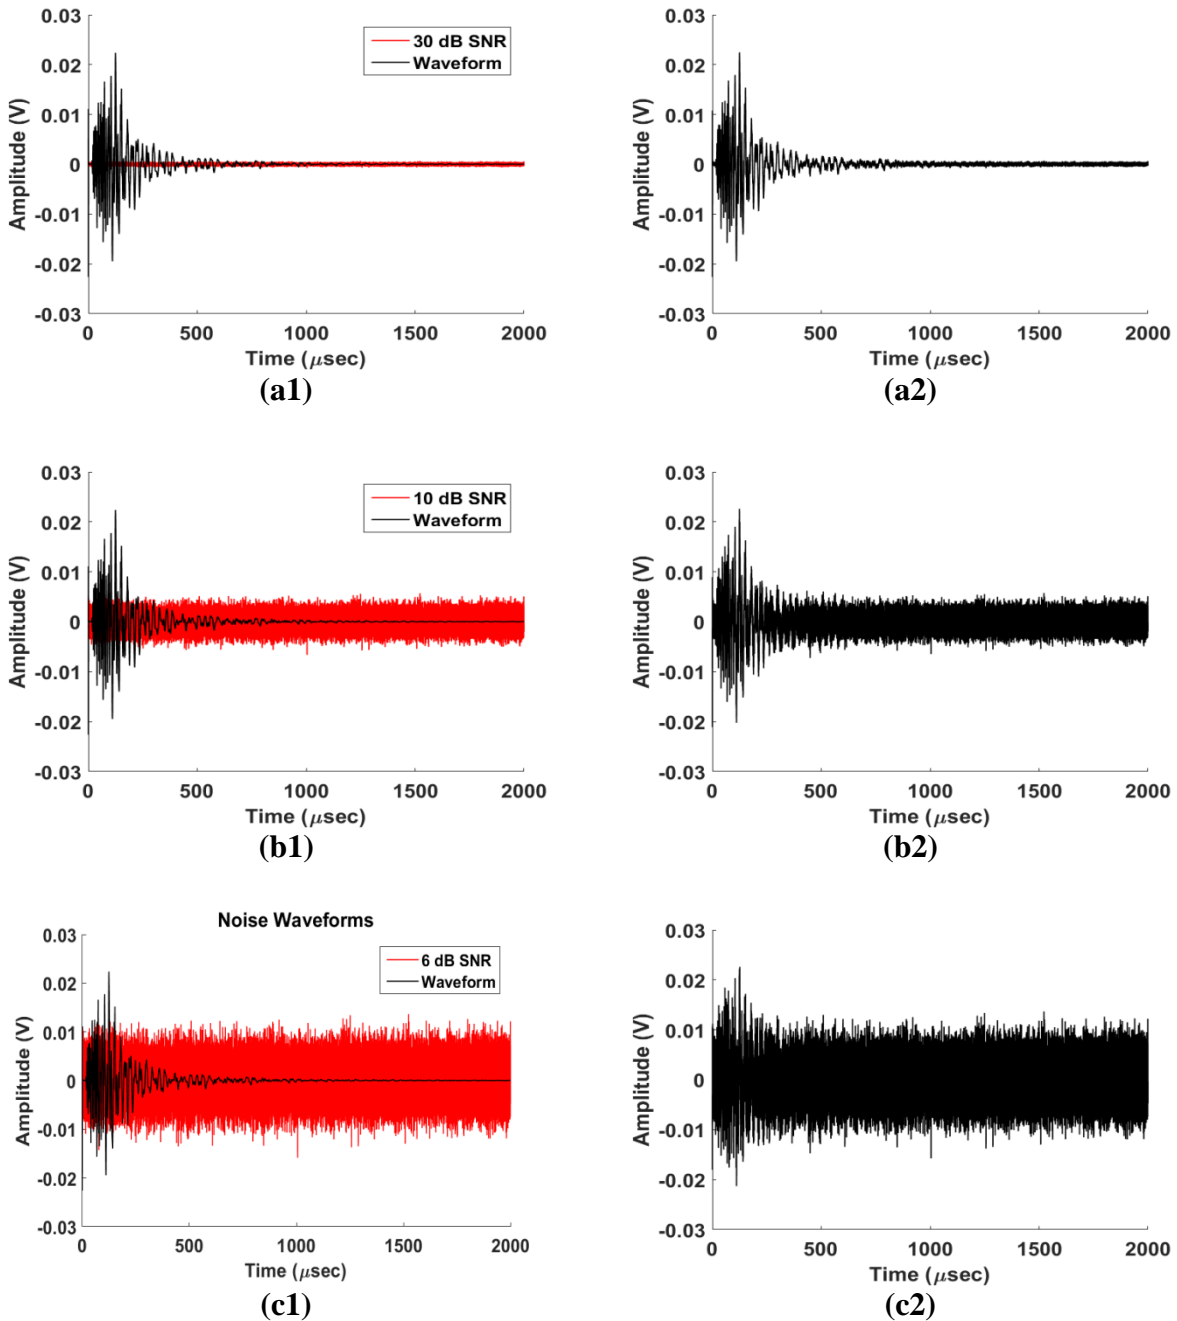 0.03
0.02
0.01
0
-0.01
-0.02
-0.03
Amplitude (V)
30 dB SNR
Waveform
0 500 1000 1500 2000
Time (μsec)
(a1)
0.03
0.02
0.01
0
-0.01
-0.02
-0.03
Amplitude (V)
0 500 1000 1500 2000
Time (μsec)
(a2)
0.03
0.02
0.01
0
-0.01
-0.02
-0.03
Amplitude (V)
10 dB SNR
Waveform
0 500 1000 1500 2000
Time (μsec)
(b1)
0.03
0.02
0.01
0
-0.01
-0.02
-0.03
Amplitude (V)
0 500 1000 1500 2000
Time (μsec)
(b2)
Noise Waveforms
0.03
0.02
0.01
0
-0.01
-0.02
-0.03
Amplitude (V)
6 dB SNR
Waveform
0 500 1000 1500 2000
Time (μsec)
(c1)
0.03
0.02
0.01
0
-0.01
-0.02
-0.03
Amplitude (V)
0 500 1000 1500 2000
Time (μsec)
(c2)